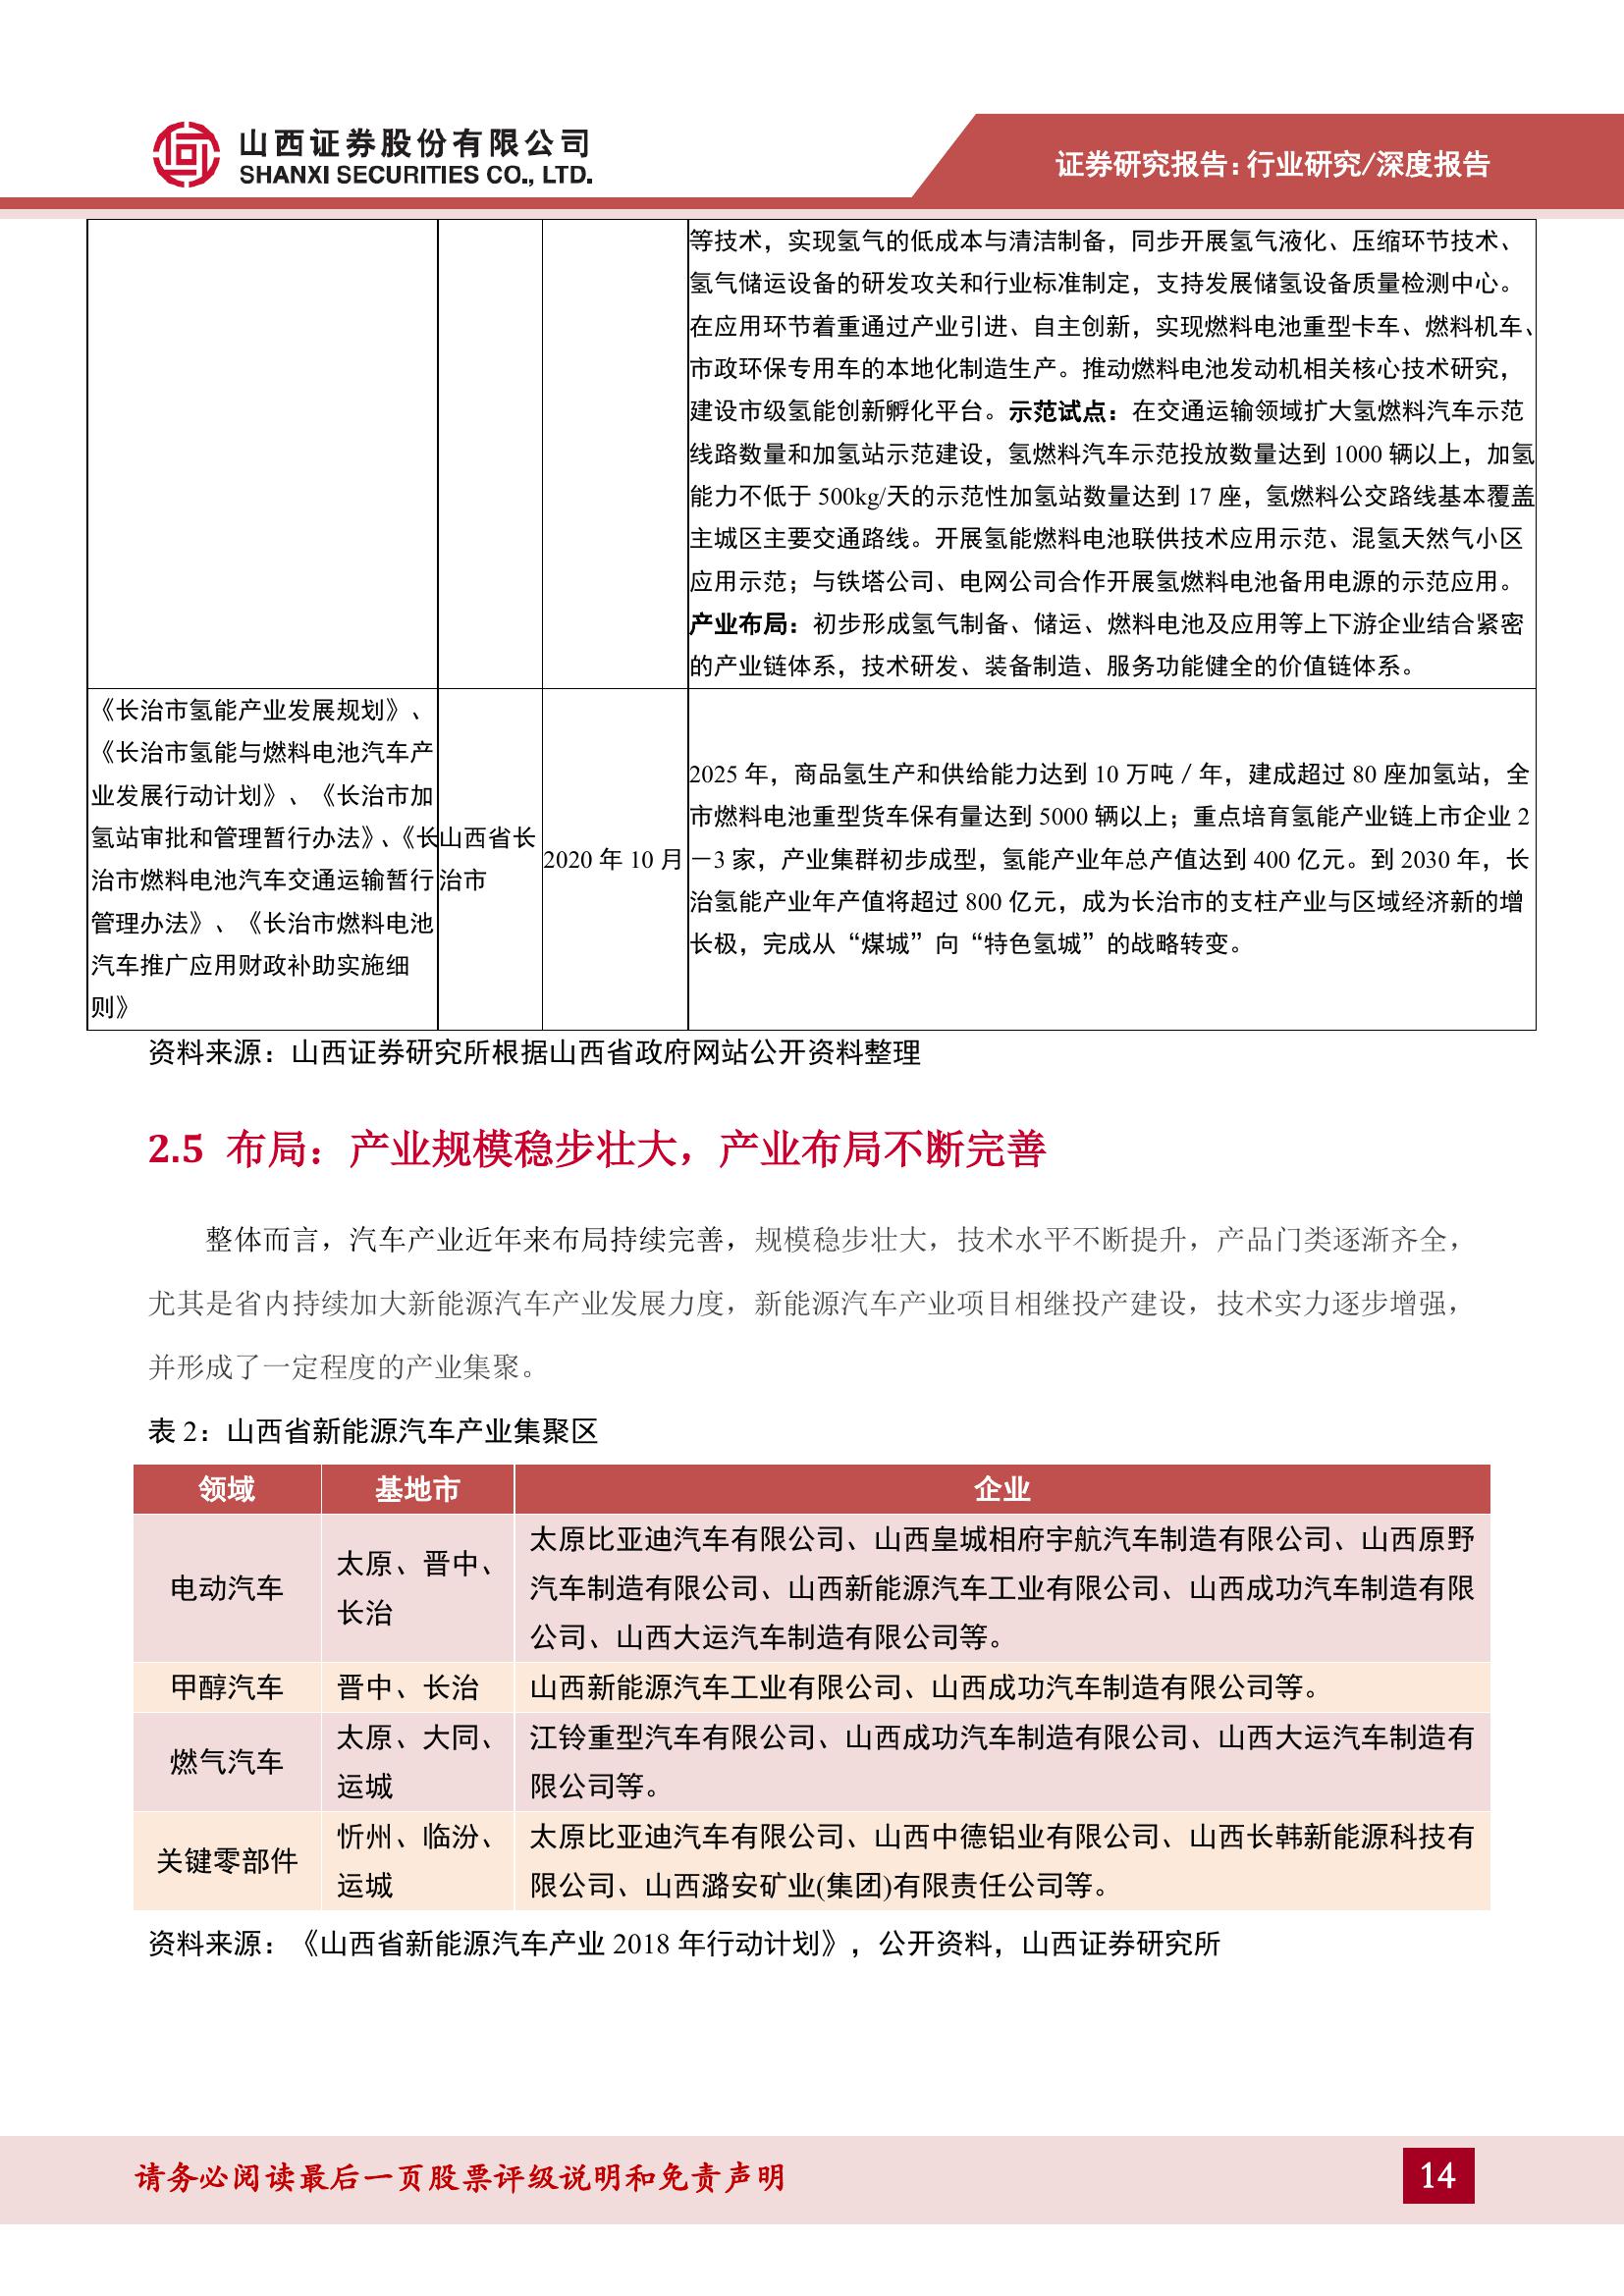 山西证券股份有限公司
SHANXI SECURITIES CO., LTD.
证券研究报告:行业研究/深度报告
等技术，实现氢气的低成本与清洁制备，同步开展氢气液化、压缩环节技术、
氢气储运设备的研发攻关和行业标准制定，支持发展储氢设备质量检测中心。
在应用环节着重通过产业引进、自主创新，实现燃料电池重型卡车、燃料机车、
市政环保专用车的本地化制造生产。推动燃料电池发动机相关核心技术研究，
建设市级氢能创新孵化平台。示范试点：在交通运输领域扩大氢燃料汽车示范
线路数量和加氢站示范建设，氢燃料汽车示范投放数量达到 1000 辆以上，加氢
能力不低于 500kg/天的示范性加氢站数量达到 17 座，氢燃料公交路线基本覆盖
主城区主要交通路线。开展氢能燃料电池联供技术应用示范、混氢天然气小区
应用示范；与铁塔公司、电网公司合作开展氢燃料电池备用电源的示范应用。
产业布局：初步形成氢气制备、储运、燃料电池及应用等上下游企业结合紧密
的产业链体系，技术研发、装备制造、服务功能健全的价值链体系。
《长治市氢能产业发展规划》、
《长治市氢能与燃料电池汽车产
业发展行动计划》、《长治市加
氢站审批和管理暂行办法》、《长
治市燃料电池汽车交通运输暂行
管理办法》、《长治市燃料电池
汽车推广应用财政补助实施细
则》
山西省长
治市
2020 年 10 月
2025 年，商品氢生产和供给能力达到 10 万吨／年，建成超过 80 座加氢站，全
市燃料电池重型货车保有量达到 5000 辆以上；重点培育氢能产业链上市企业 2
－3 家，产业集群初步成型，氢能产业年总产值达到 400 亿元。到 2030 年，长
治氢能产业年产值将超过 800 亿元，成为长治市的支柱产业与区域经济新的增
长极，完成从“煤城”向“特色氢城”的战略转变。
资料来源：山西证券研究所根据山西省政府网站公开资料整理
2.5 布局：产业规模稳步壮大，产业布局不断完善
整体而言，汽车产业近年来布局持续完善，规模稳步壮大，技术水平不断提升，产品门类逐渐齐全，
尤其是省内持续加大新能源汽车产业发展力度，新能源汽车产业项目相继投产建设，技术实力逐步增强，
并形成了一定程度的产业集聚。
表 2：山西省新能源汽车产业集聚区
领域 基地市 企业
电动汽车
太原、晋中、
长治
太原比亚迪汽车有限公司、山西皇城相府宇航汽车制造有限公司、山西原野
汽车制造有限公司、山西新能源汽车工业有限公司、山西成功汽车制造有限
公司、山西大运汽车制造有限公司等。
甲醇汽车 晋中、长治 山西新能源汽车工业有限公司、山西成功汽车制造有限公司等。
燃气汽车
太原、大同、
运城
江铃重型汽车有限公司、山西成功汽车制造有限公司、山西大运汽车制造有
限公司等。
关键零部件
忻州、临汾、
运城
太原比亚迪汽车有限公司、山西中德铝业有限公司、山西长韩新能源科技有
限公司、山西潞安矿业(集团)有限责任公司等。
资料来源：《山西省新能源汽车产业 2018 年行动计划》，公开资料，山西证券研究所
请务必阅读最后一页股票评级说明和免责声明
14